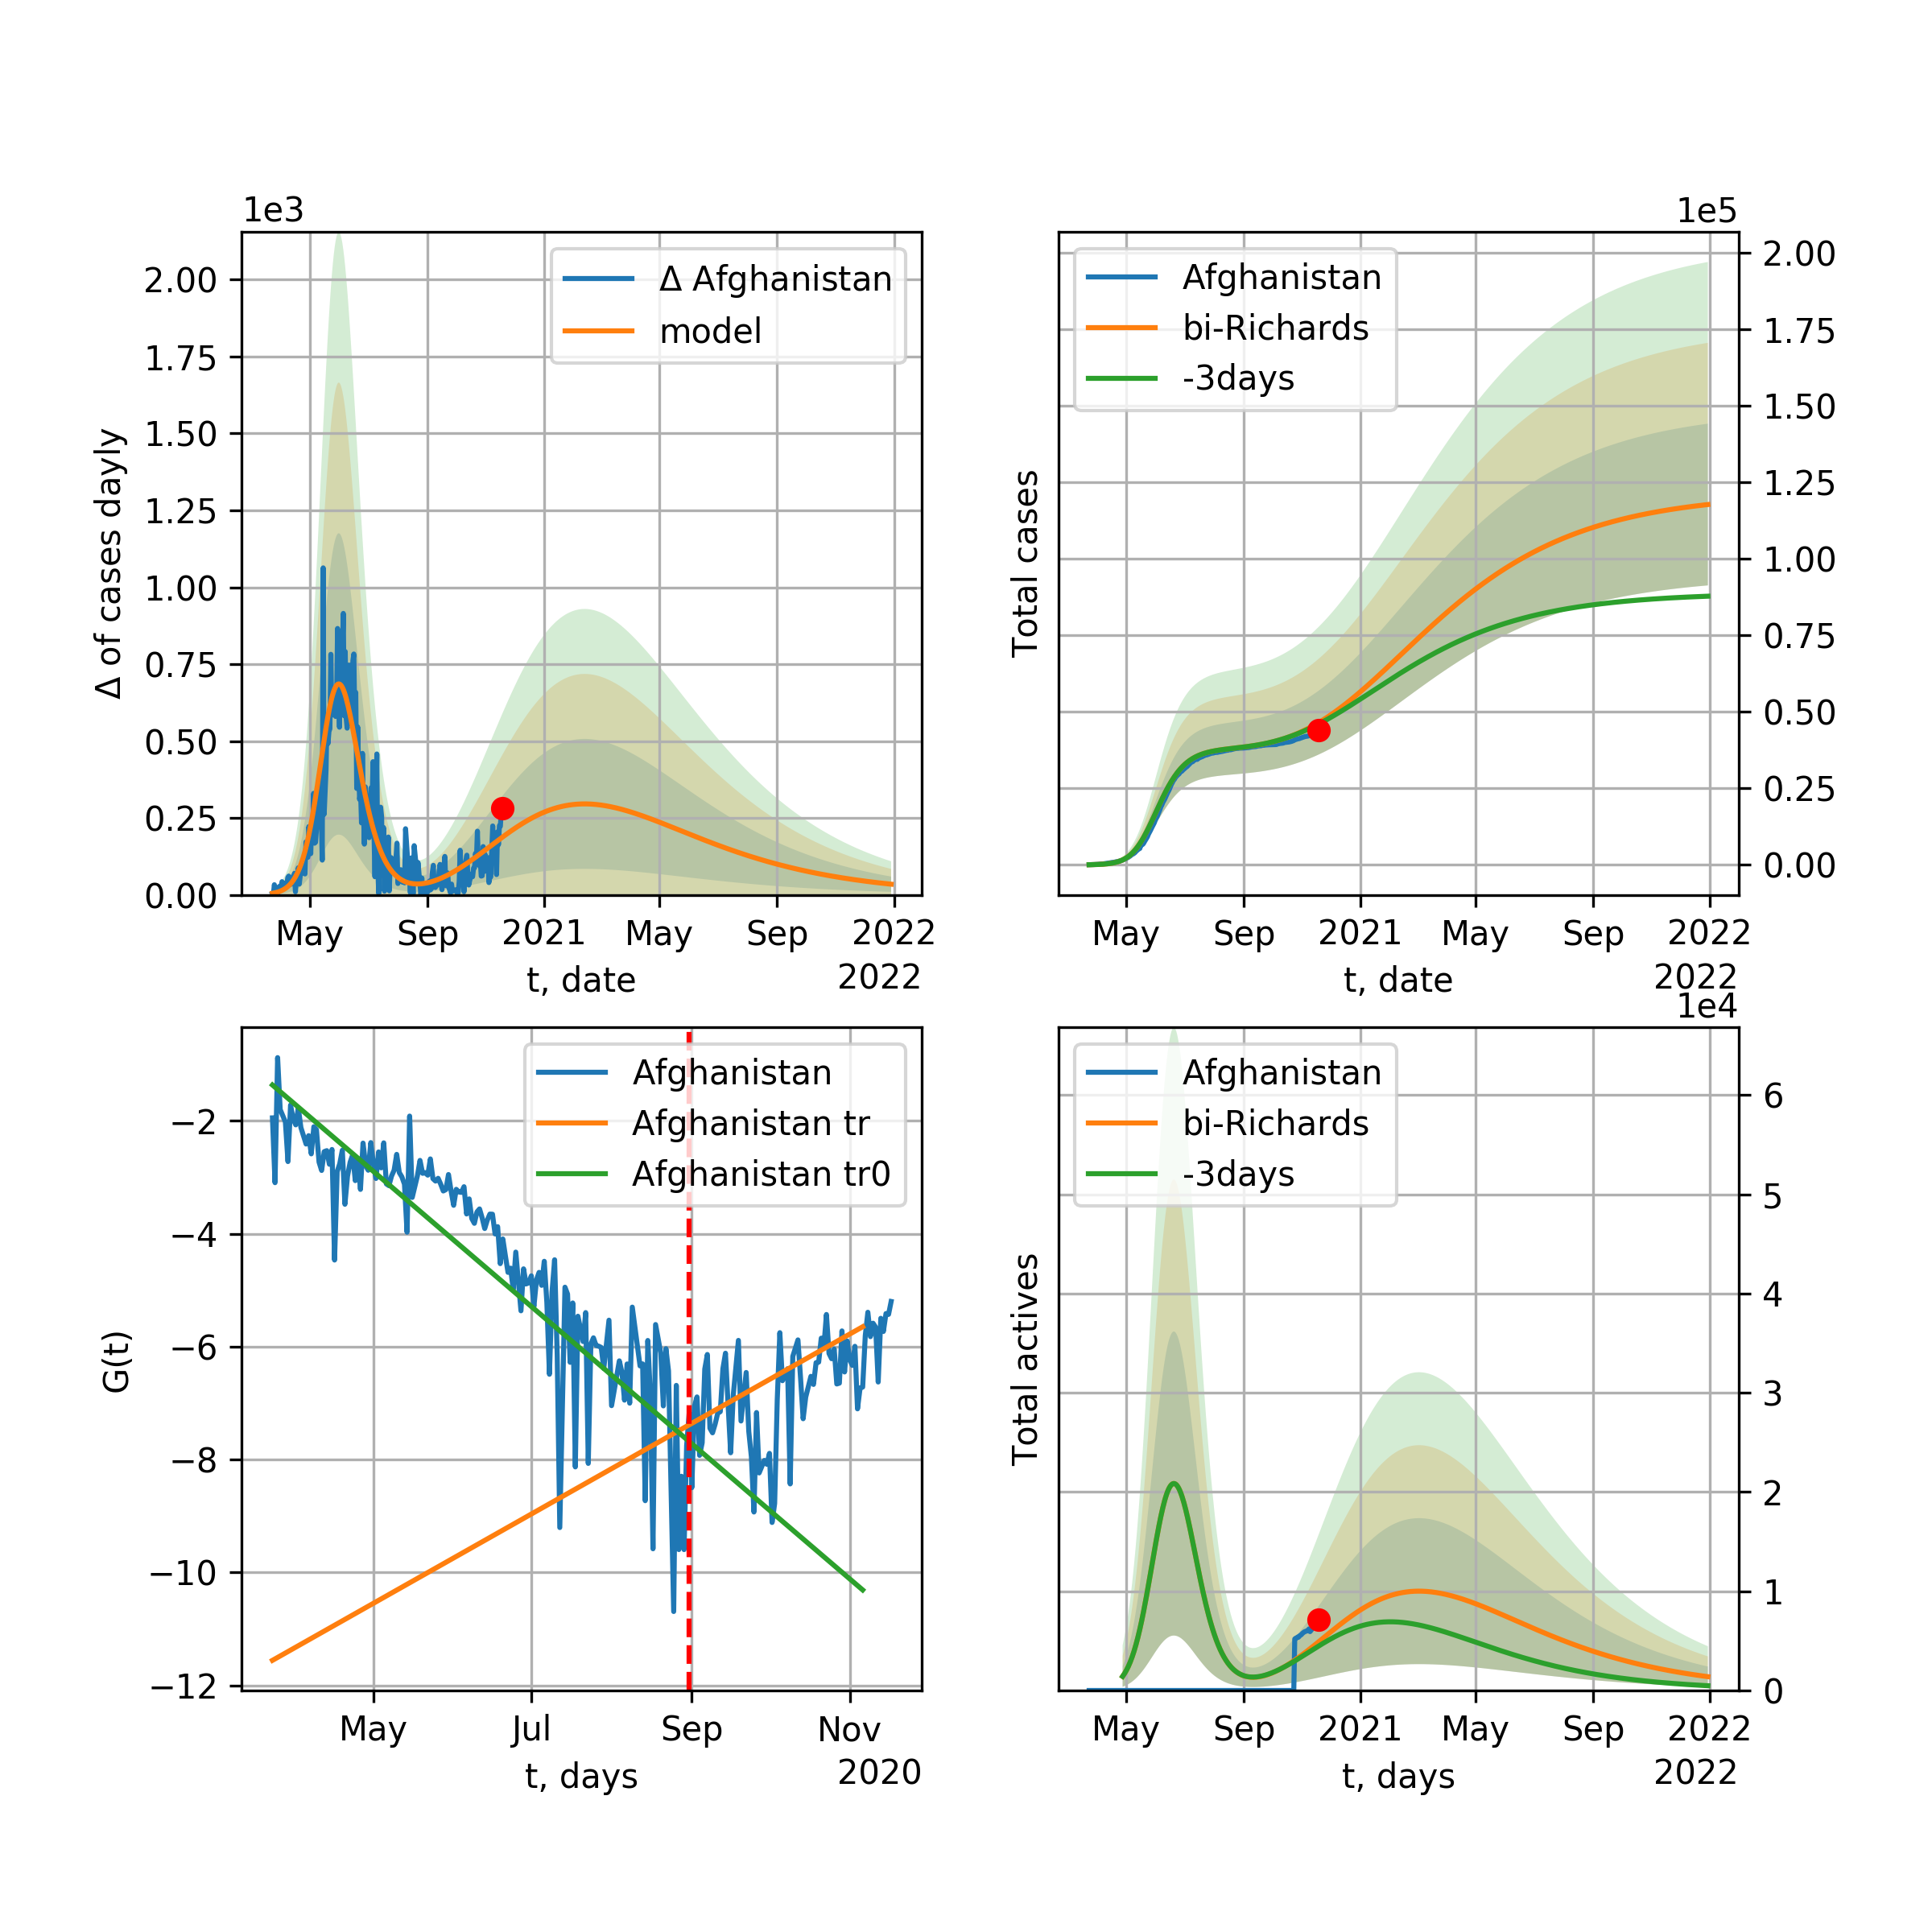 1e3
2.00
1.75
1.50
1.25
1.00
0.75
0.50
0.25
0.00
Δ of cases dayly
Δ Afghanistan
model
May Sep 2021 May Sep 2022
t, date
2022
1e5
2.00
1.75
1.50
1.25
1.00
0.75
0.50
0.25
0.00
Total cases
Afghanistan
bi-Richards
-3days
May Sep 2021 May Sep 2022
t, date
2022
−2
−4
−6
−8
−10
−12
G(t)
Afghanistan
Afghanistan tr
Afghanistan tr0
May Jul Sep Nov
t, days
2020
1e4
6
5
4
3
2
1
0
Total actives
Afghanistan
bi-Richards
-3days
May Sep 2021 May Sep 2022
t, days
2022